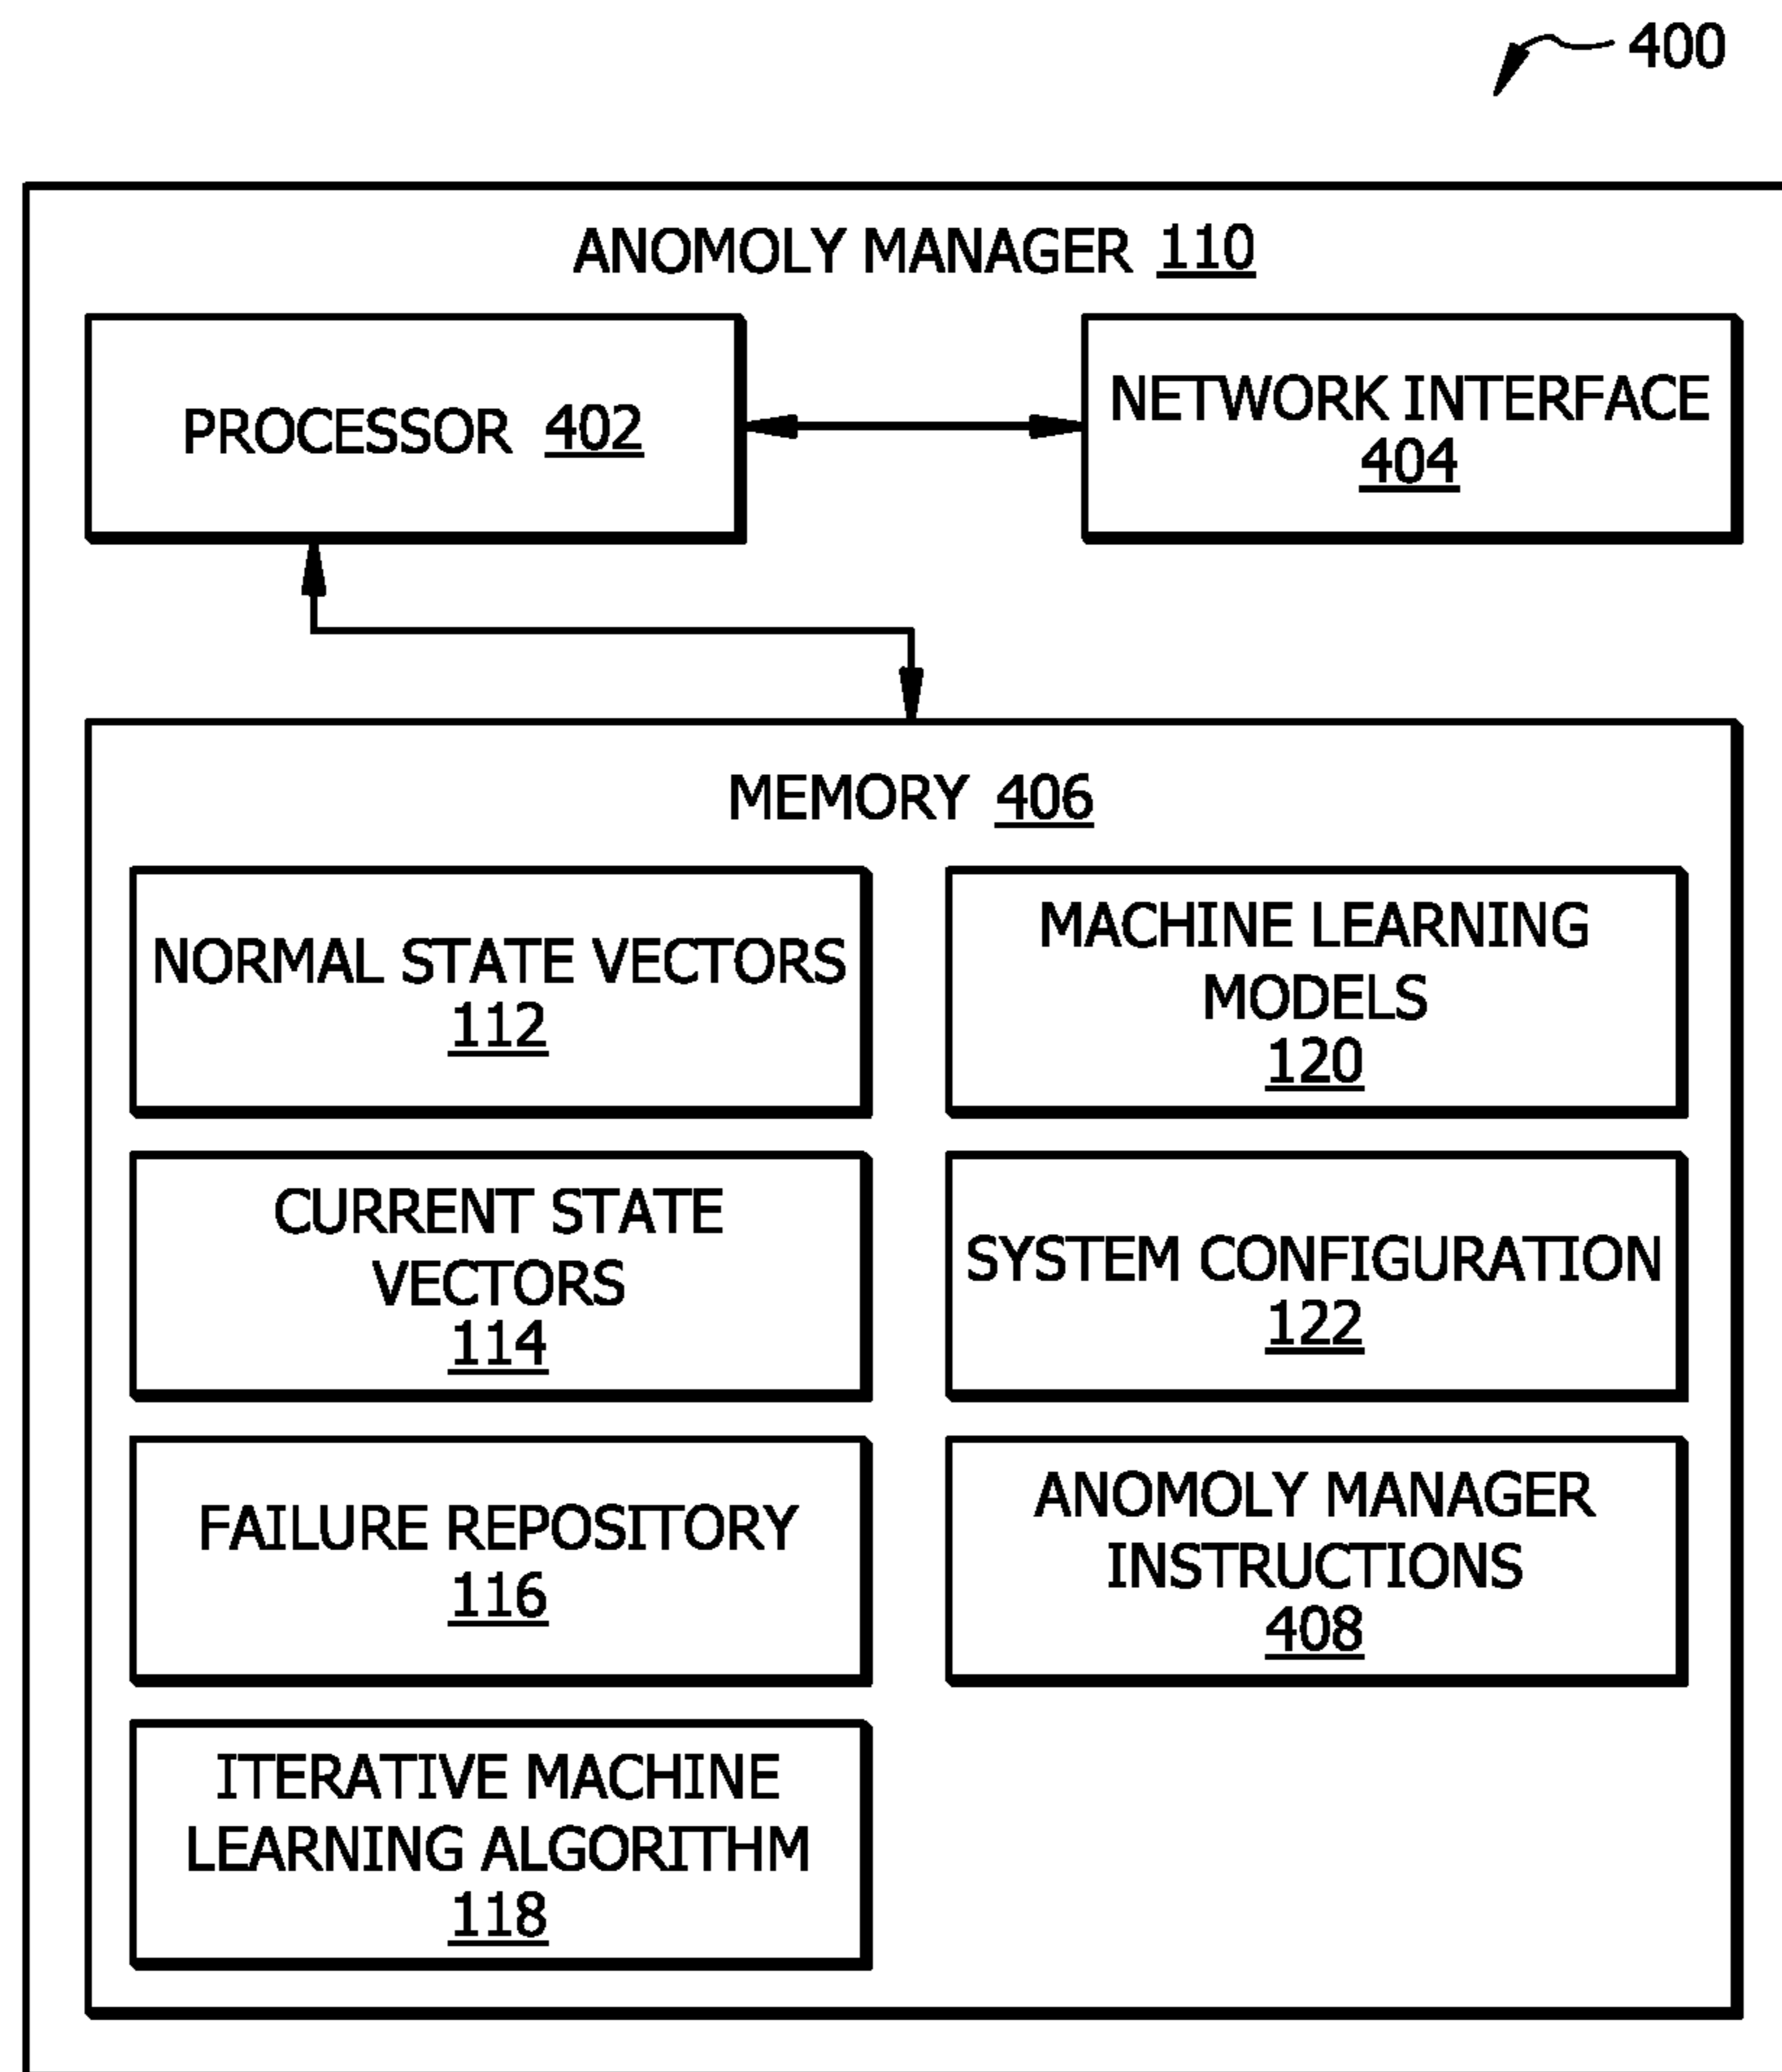 400
ANOMOLY MANAGER 110
PROCESSOR 402
NETWORK INTERFACE
404
MEMORY 406
NORMAL STATE VECTORS
112
MACHINE LEARNING
MODELS
120
CURRENT STATE
VECTORS
114
SYSTEM CONFIGURATION
122
FAILURE REPOSITORY
116
ANOMOLY MANAGER
INSTRUCTIONS
408
ITERATIVE MACHINE
LEARNING ALGORITHM
118